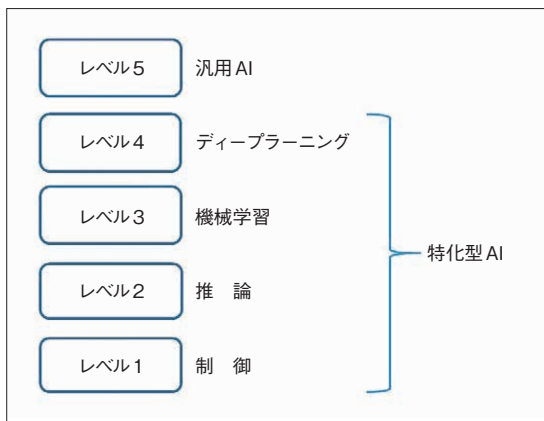 レベル5 汎用AI
レベル4 ディープラーニング
レベル3 機械学習
特化型AI
レベル2 推　論
レベル1 制　御